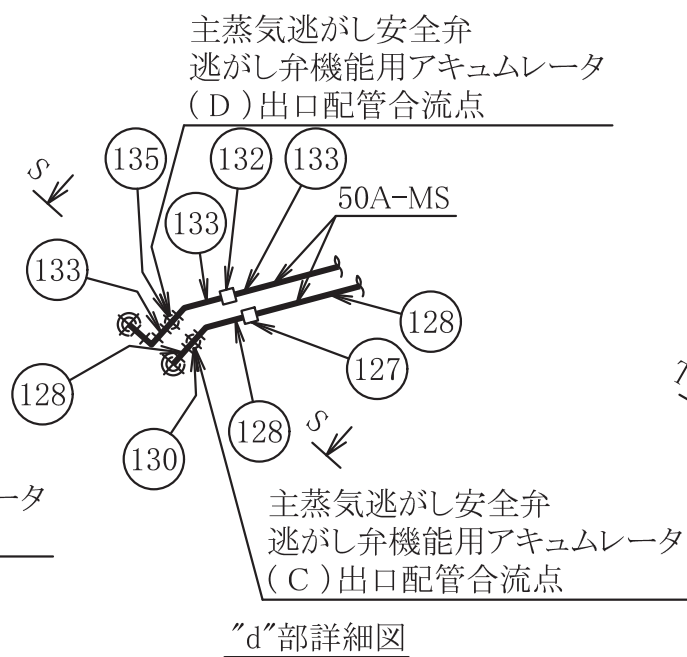 主蒸気逃がし安全弁
逃がし弁機能用アキュムレータ
(D)出口配管合流点
135
132
133
S
50A-MS
133
133
128
128
127
128
130
S
ータ
主蒸気逃がし安全弁
逃がし弁機能用アキュムレータ
(C)出口配管合流点
"d"部詳細図